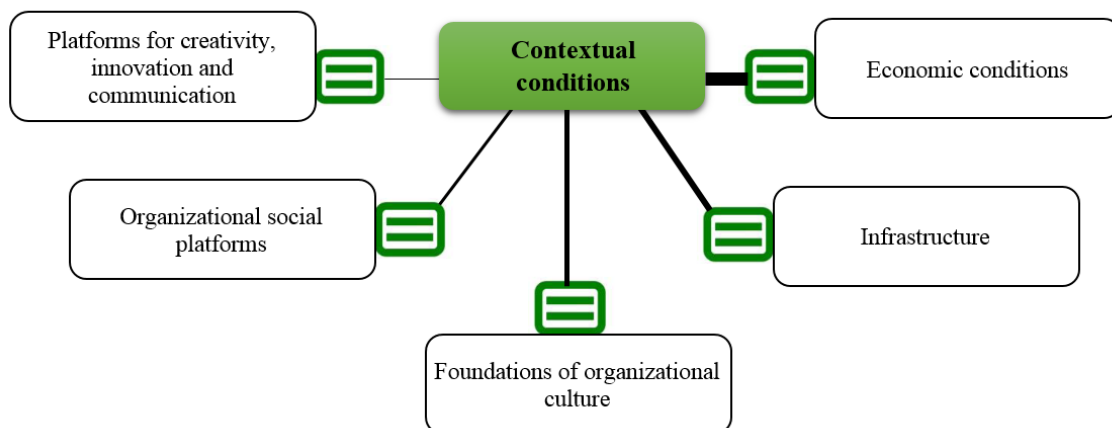 Platforms for creativity,
innovation and
communication
Contextual
conditions
Economic conditions
Organizational social
platforms
Infrastructure
Foundations of organizational
culture